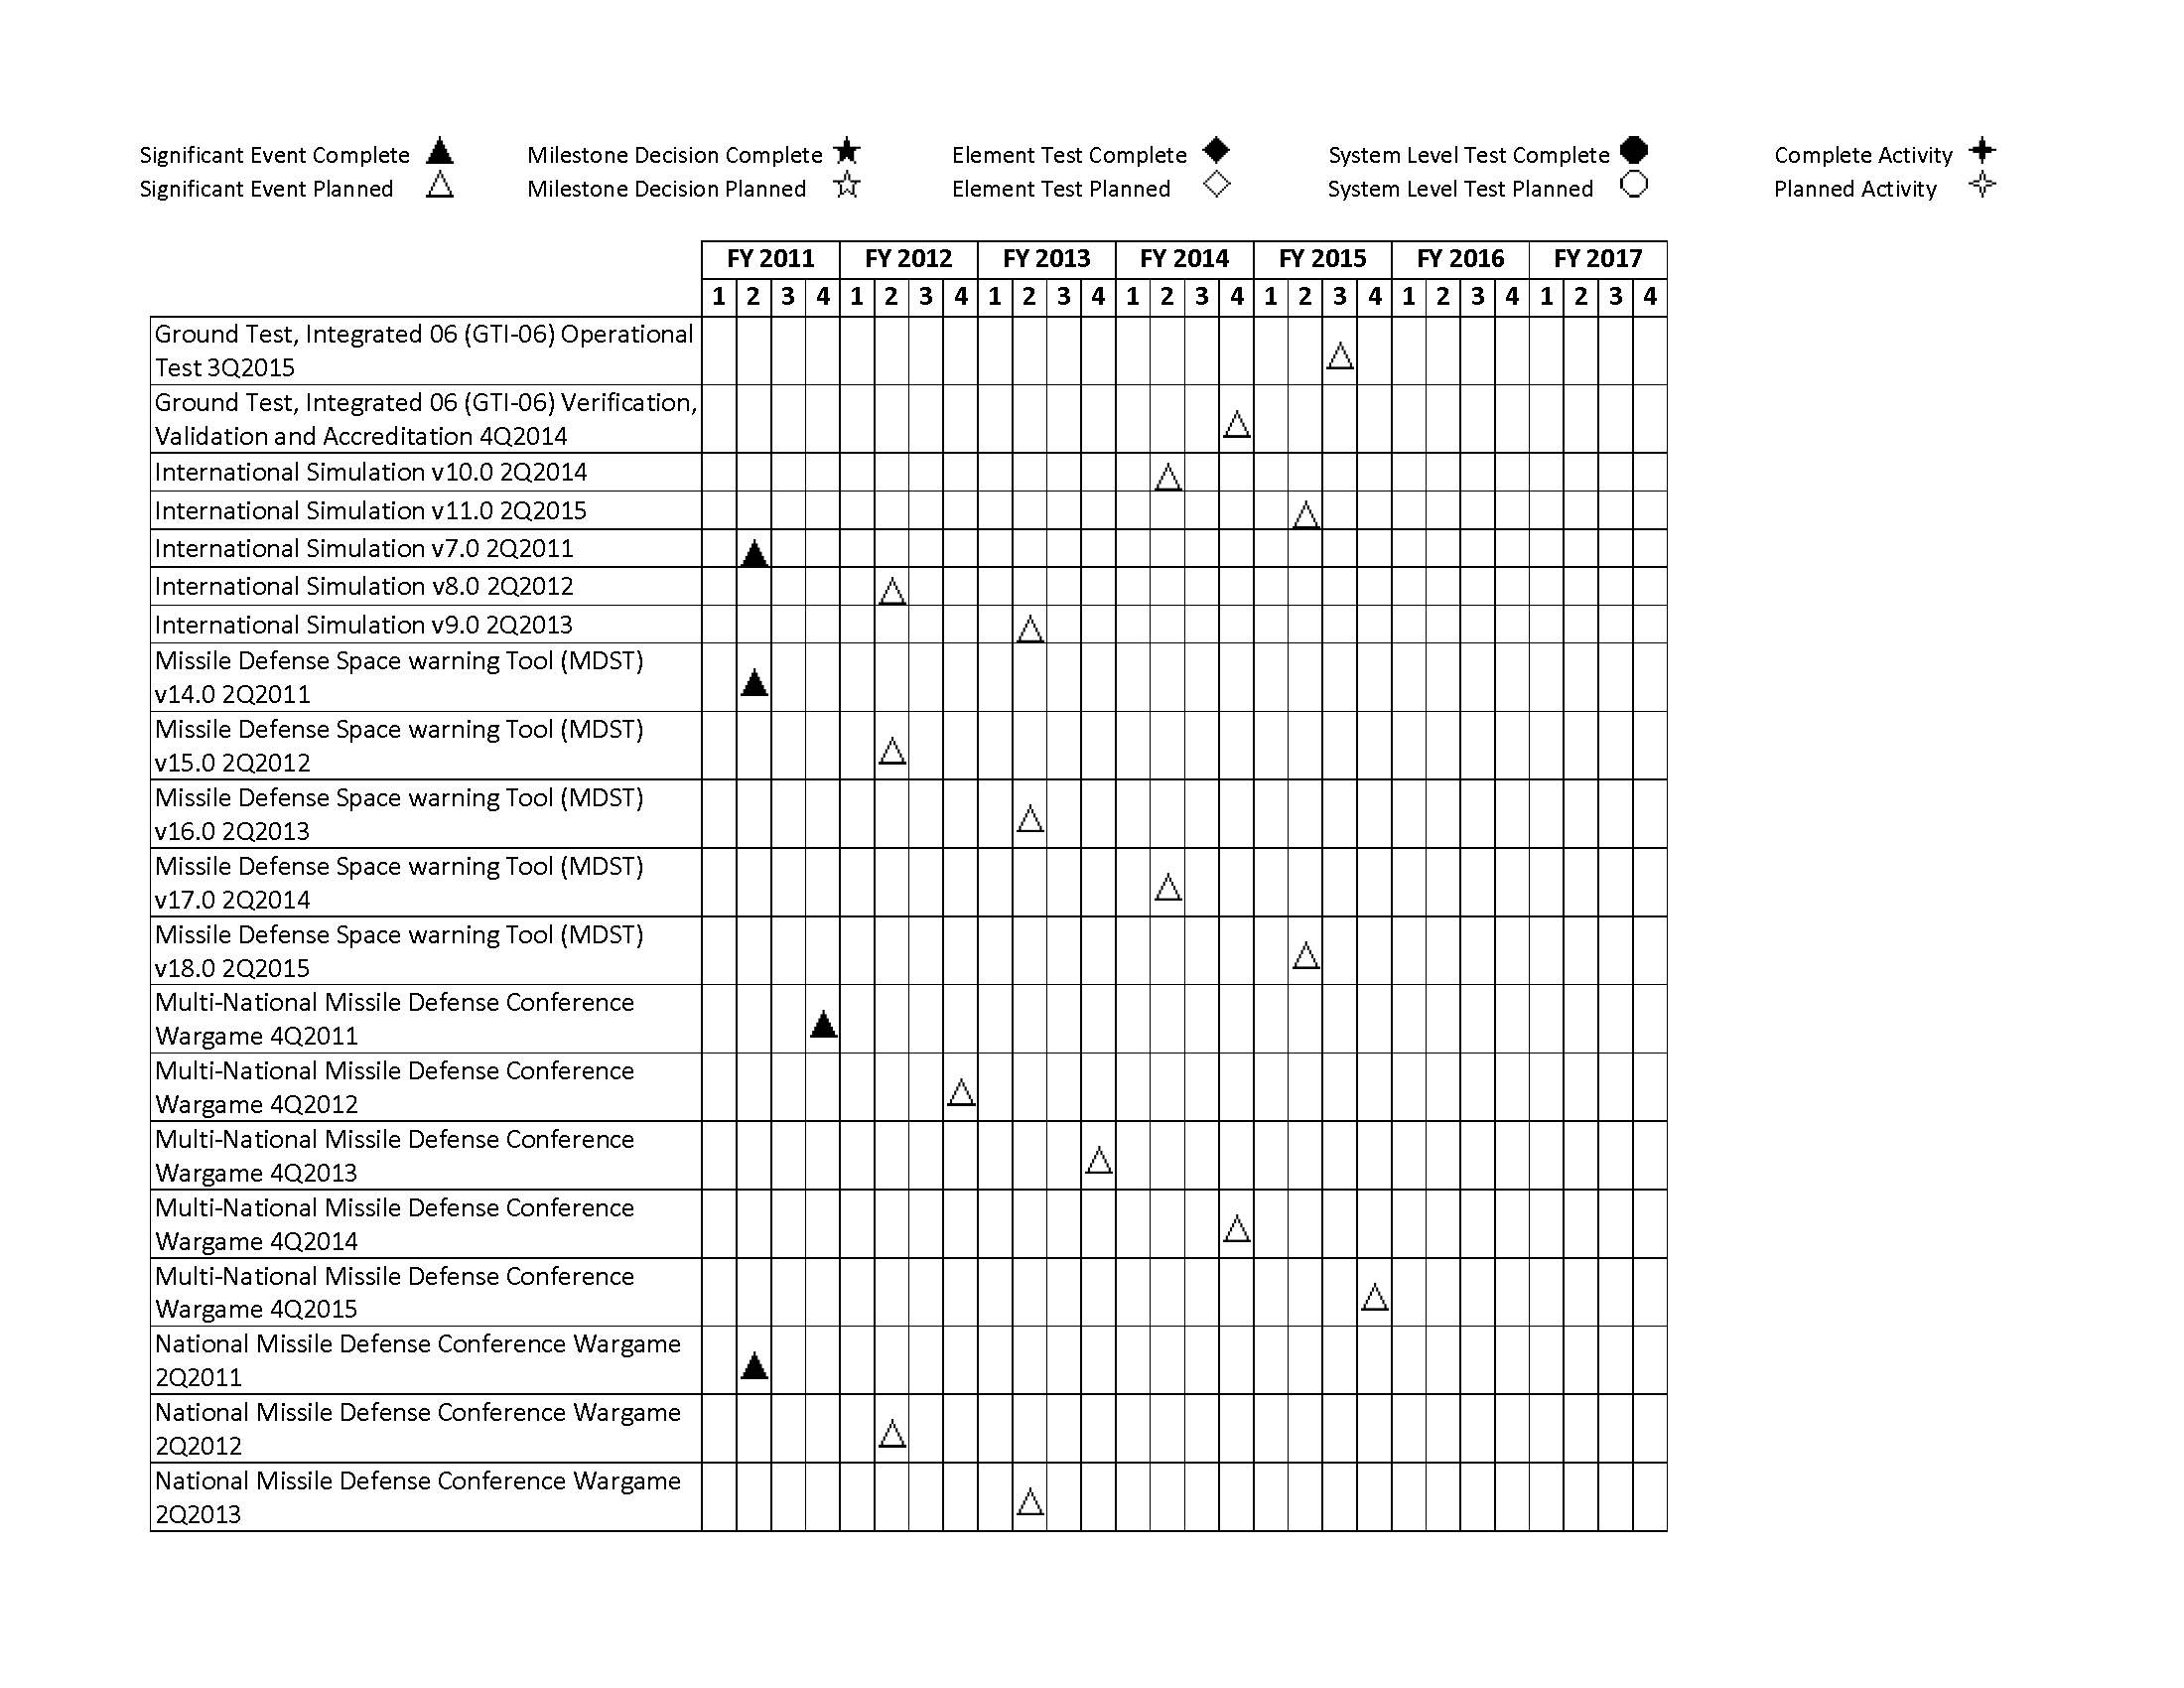 Significant Event Complete Milestone Decision Complete Element Test Complete System Level Test Complete Complete Activity
Significant Event Planned Milestone Decision Planned Element Test Planned System Level Test Planned Planned Activity
FY 2011 FY 2012 FY 2013 FY 2014 FY 2015 FY 2016 FY 2017
1 2 3 4 1 2 3 4 1 2 3 4 1 2 3 4 1 2 3 4 1 2 3 4 1 2 3 4
Ground Test, Integrated 06 (GTI-06) Operational
Test 3Q2015
Ground Test, Integrated 06 (GTI-06) Verification,
Validation and Accreditation 4Q2014
International Simulation v10.0 2Q2014
International Simulation v11.0 2Q2015
International Simulation v7.0 2Q2011
International Simulation v8.0 2Q2012
International Simulation v9.0 2Q2013
Missile Defense Space warning Tool (MDST)
v14.0 2Q2011
Missile Defense Space warning Tool (MDST)
v15.0 2Q2012
Missile Defense Space warning Tool (MDST)
v16.0 2Q2013
Missile Defense Space warning Tool (MDST)
v17.0 2Q2014
Missile Defense Space warning Tool (MDST)
v18.0 2Q2015
Multi-National Missile Defense Conference
Wargame 4Q2011
Multi-National Missile Defense Conference
Wargame 4Q2012
Multi-National Missile Defense Conference
Wargame 4Q2013
Multi-National Missile Defense Conference
Wargame 4Q2014
Multi-National Missile Defense Conference
Wargame 4Q2015
National Missile Defense Conference Wargame
2Q2011
National Missile Defense Conference Wargame
2Q2012
National Missile Defense Conference Wargame
2Q2013